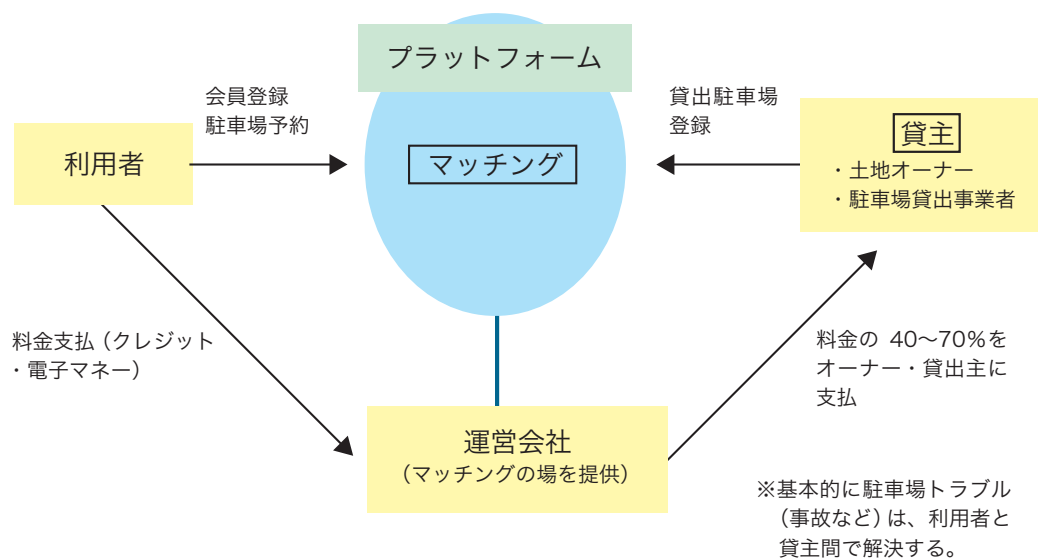 プラットフォーム
会員登録
駐車場予約
貸出駐車場
登録
利用者
マッチング
貸主
・土地オーナー
・駐車場貸出事業者
料金支払（クレジット
・電子マネー）
料金の 40～70％を
オーナー・貸出主に
支払
運営会社
（マッチングの場を提供）
※基本的に駐車場トラブル
（事故など）は、利用者と
貸主間で解決する。